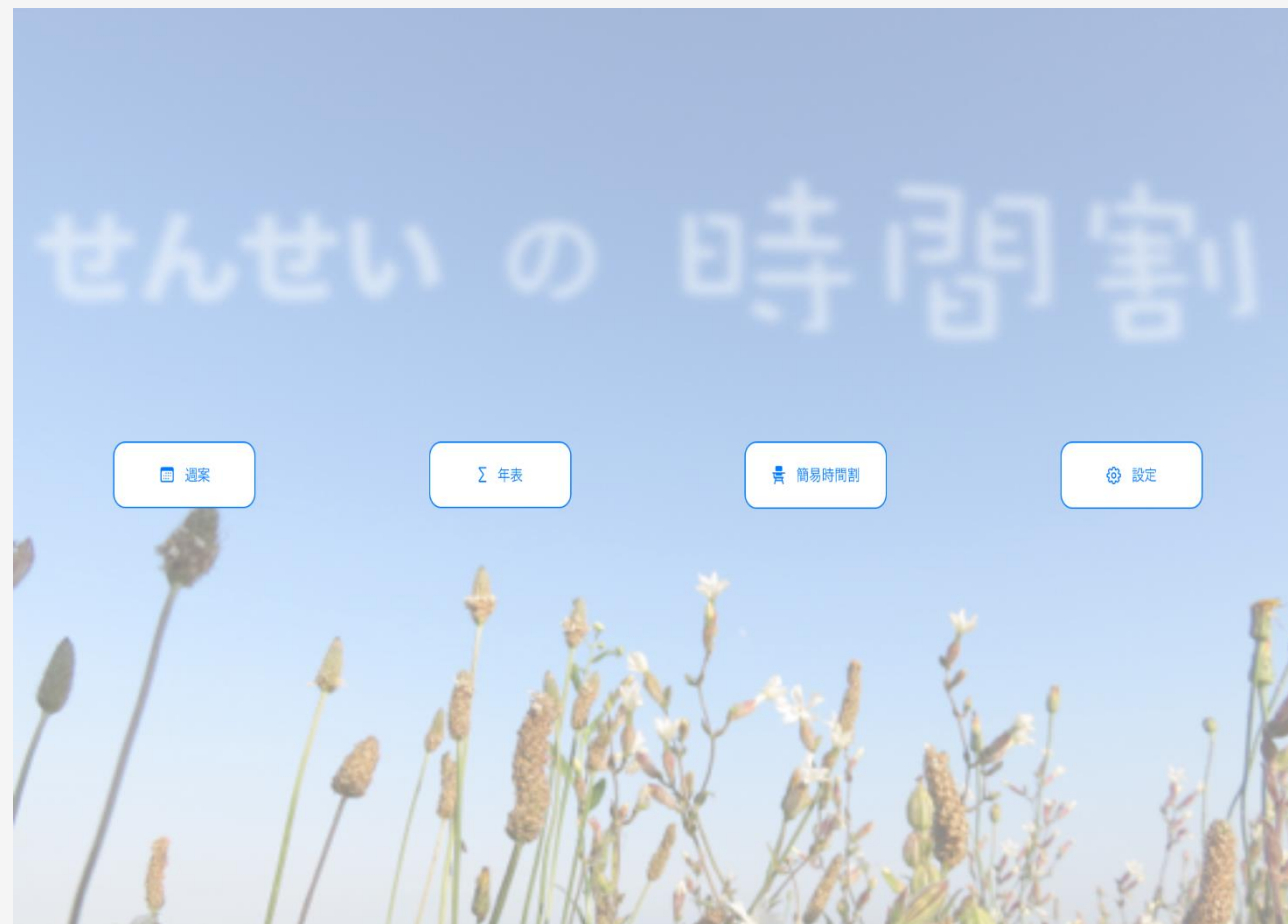 せんせい の 時間割
週案
年表
簡易時間割
設定